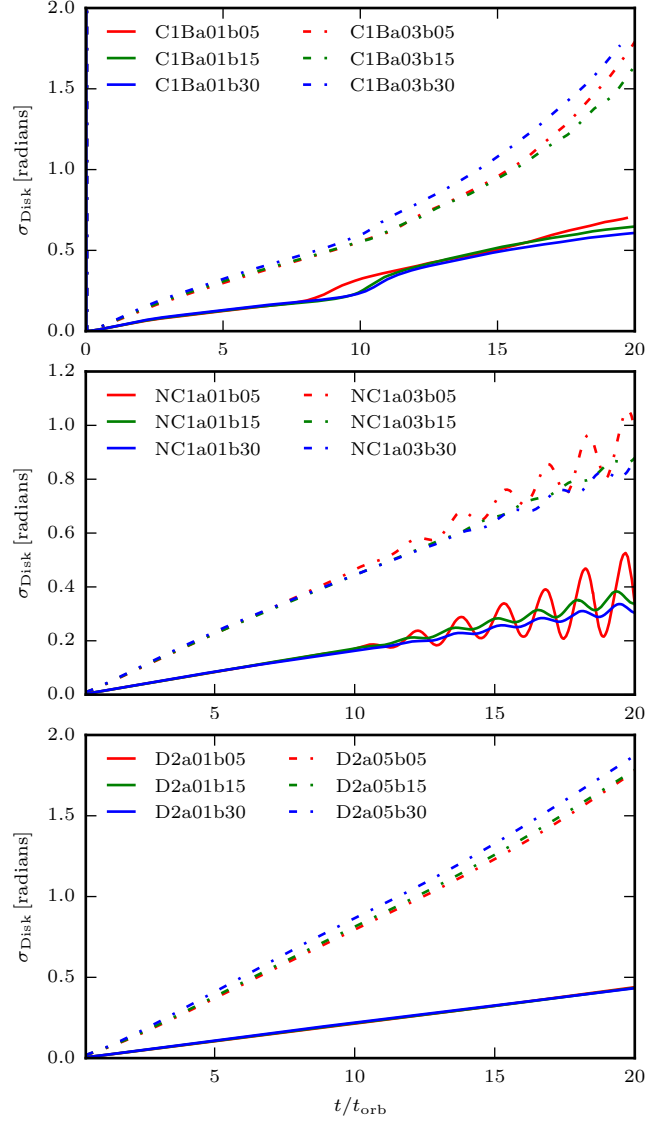 2.0
C1Ba01b05 C1Ba03b05
C1Ba01b15 C1Ba03b15
C1Ba01b30 C1Ba03b30
1.5
σDisk [radians]
1.0
0.5
0.0
0 5 10 15 20
1.2
NC1a01b05 NC1a03b05
NC1a01b15 NC1a03b15
1.0
NC1a01b30 NC1a03b30
0.8
σDisk [radians]
0.6
0.4
0.2
0.0
5 10 15 20
2.0
D2a01b05 D2a05b05
D2a01b15 D2a05b15
D2a01b30 D2a05b30
1.5
σDisk [radians]
1.0
0.5
0.0
5 10 15 20
t/torb